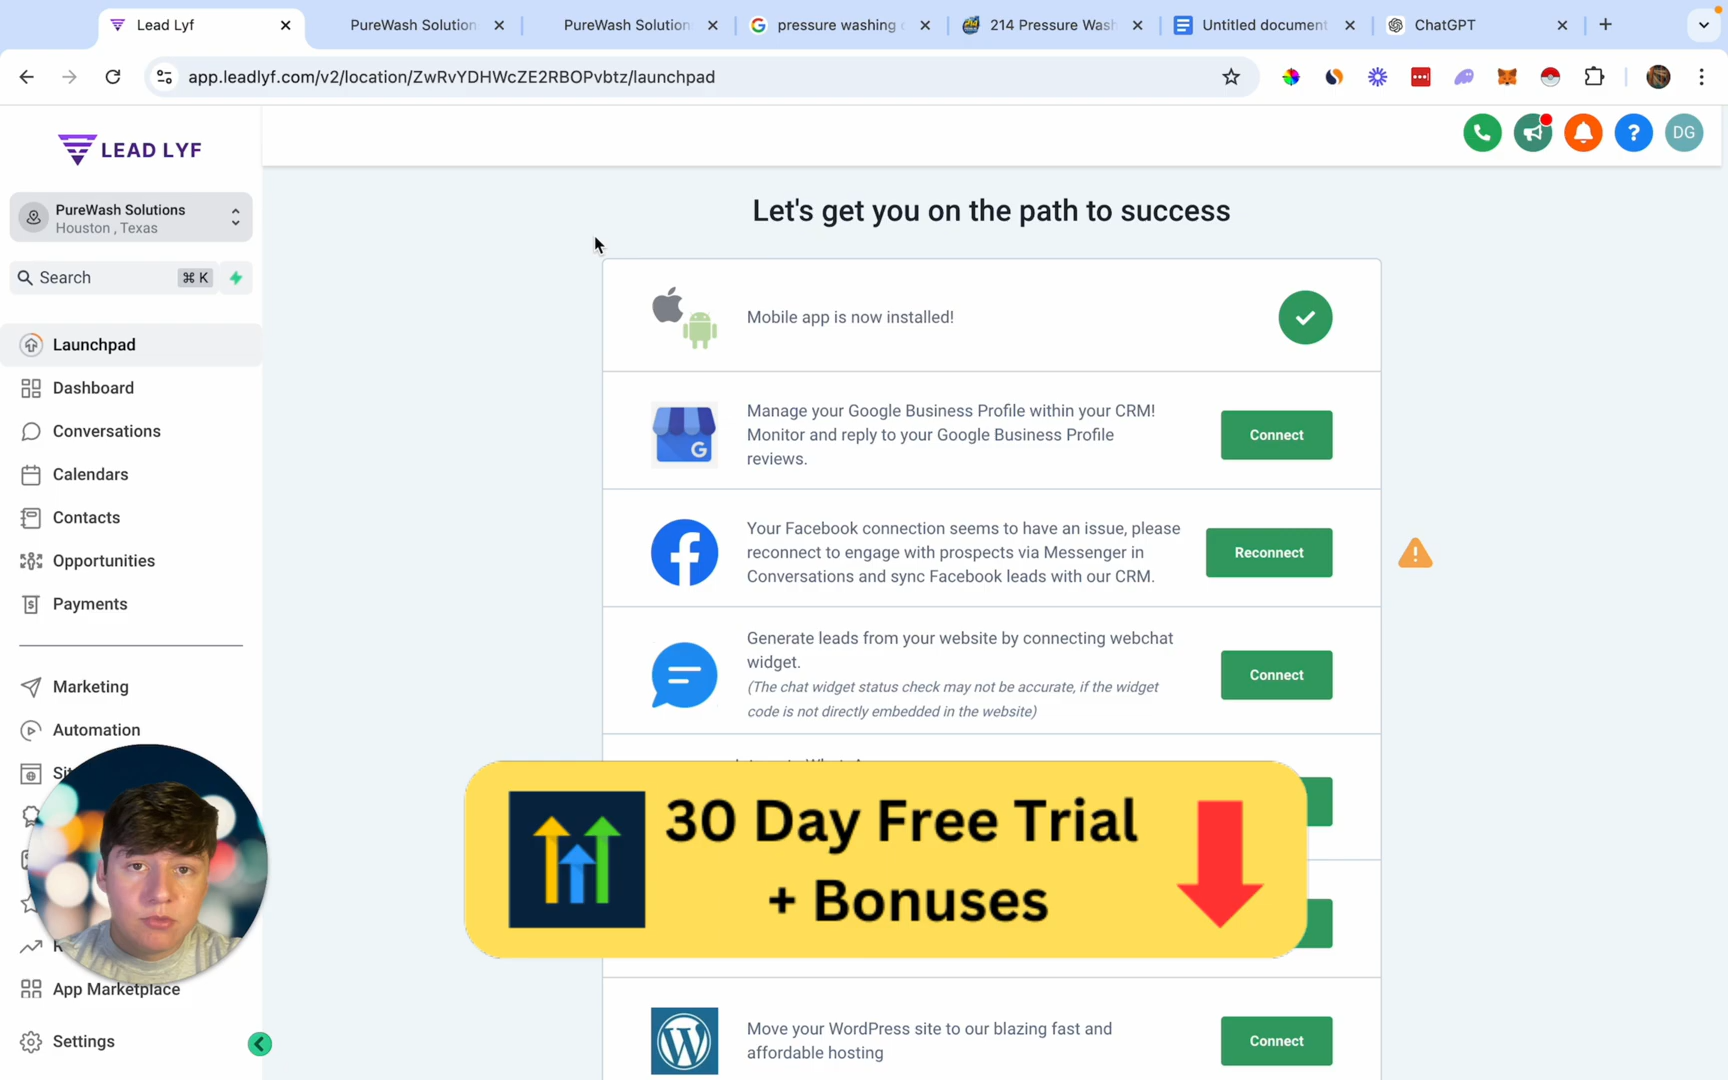 Lead Lyf
PureWash Solution
PureWash Solution
pressure washing
214 Pressure Wash
Untitled document
ChatGPT
app.leadlyf.com/v2/location/ZwRvYDHWcZE2RBOPvbtz/launchpad
LEAD LYF
DG
PureWash Solutions
Houston , Texas
Search
⌘ K
Launchpad
Dashboard
Conversations
Calendars
Contacts
Opportunities
Payments
Marketing
Automation
App Marketplace
Settings
Let's get you on the path to success
Mobile app is now installed!
Manage your Google Business Profile within your CRM!
Monitor and reply to your Google Business Profile
reviews.
Connect
Your Facebook connection seems to have an issue, please
reconnect to engage with prospects via Messenger in
Conversations and sync Facebook leads with our CRM.
Reconnect
Generate leads from your website by connecting webchat
widget.
(The chat widget status check may not be accurate, if the widget
code is not directly embedded in the website)
Connect
30 Day Free Trial
+ Bonuses
Move your WordPress site to our blazing fast and
affordable hosting
Connect